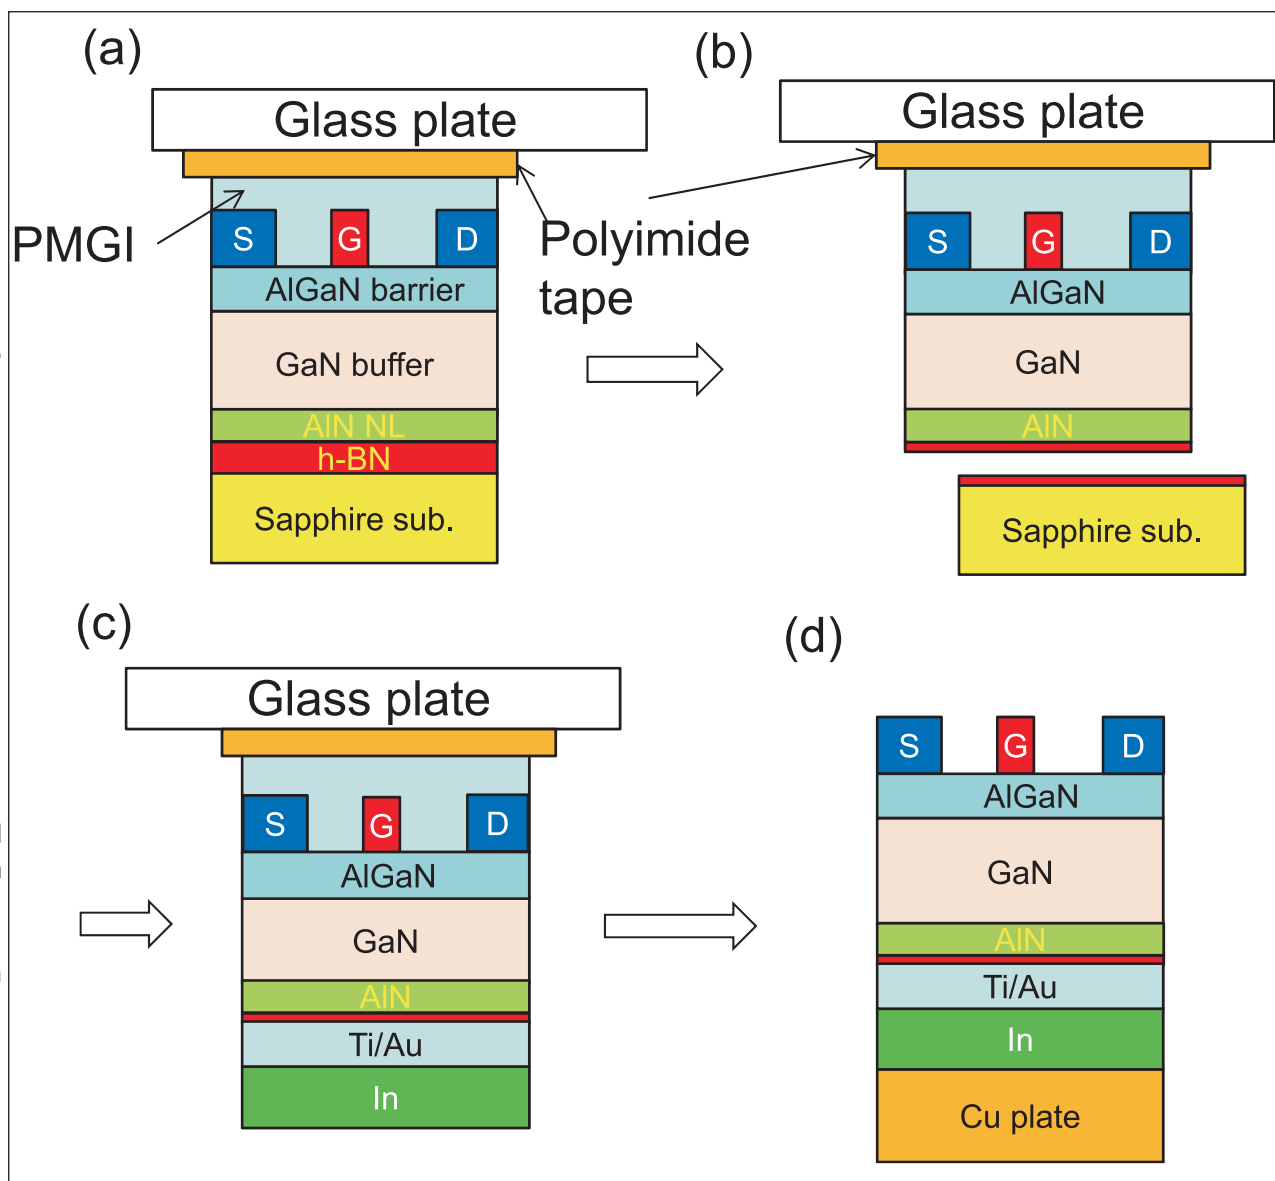 (a)
Glass plate
PMGI
S
G
D
Polyimide
tape
AlGaN barrier
GaN buffer
AlN NL
h-BN
Sapphire sub.
(b)
Glass plate
S
G
D
AlGaN
GaN
AlN
Sapphire sub.
(c)
Glass plate
S
G
D
AlGaN
GaN
AlN
Ti/Au
In
(d)
S
G
D
AlGaN
GaN
AlN
Ti/Au
In
Cu plate